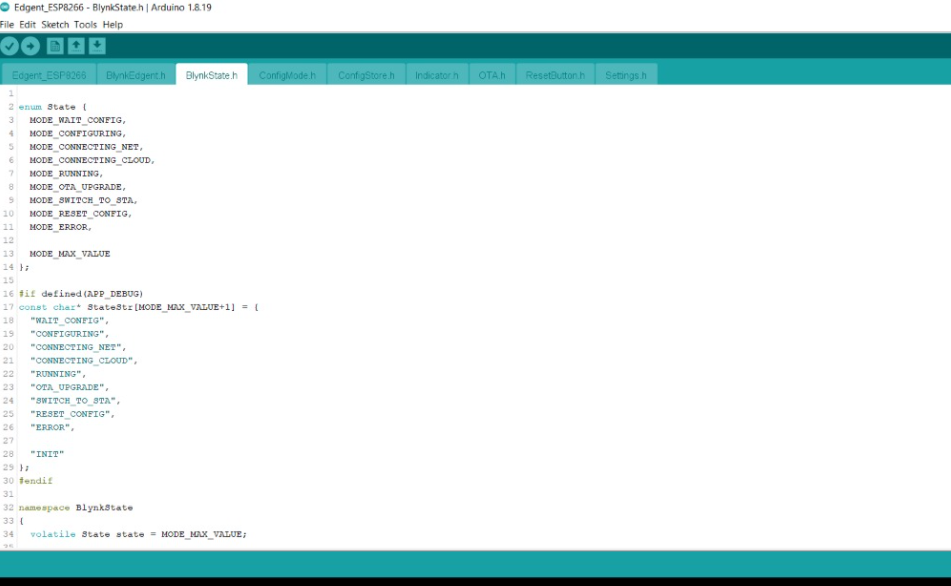 Edgent_ESP8266 - BlynkState.h | Arduino 1.8.19
File Edit Sketch Tools Help
Edgent_ESP8266 BlynkEdgent.h BlynkState.h ConfigMode.h ConfigStore.h Indicator.h OTA.h ResetButton.h Settings.h
1
2 enum State {
3 MODE_WAIT_CONFIG,
4 MODE_CONFIGURING,
5 MODE_CONNECTING_NET,
6 MODE_CONNECTING_CLOUD,
7 MODE_RUNNING,
8 MODE_OTA_UPGRADE,
9 MODE_SWITCH_TO_STA,
10 MODE_RESET_CONFIG,
11 MODE_ERROR,
12
13 MODE_MAX_VALUE
14 };
15
16 #if defined(APP_DEBUG)
17 const char* StateStr[MODE_MAX_VALUE+1] = {
18 "WAIT_CONFIG",
19 "CONFIGURING",
20 "CONNECTING_NET",
21 "CONNECTING_CLOUD",
22 "RUNNING",
23 "OTA_UPGRADE",
24 "SWITCH_TO_STA",
25 "RESET_CONFIG",
26 "ERROR",
27
28 "INIT"
29 };
30 #endif
31
32 namespace BlynkState
33 {
34 volatile State state = MODE_MAX_VALUE;